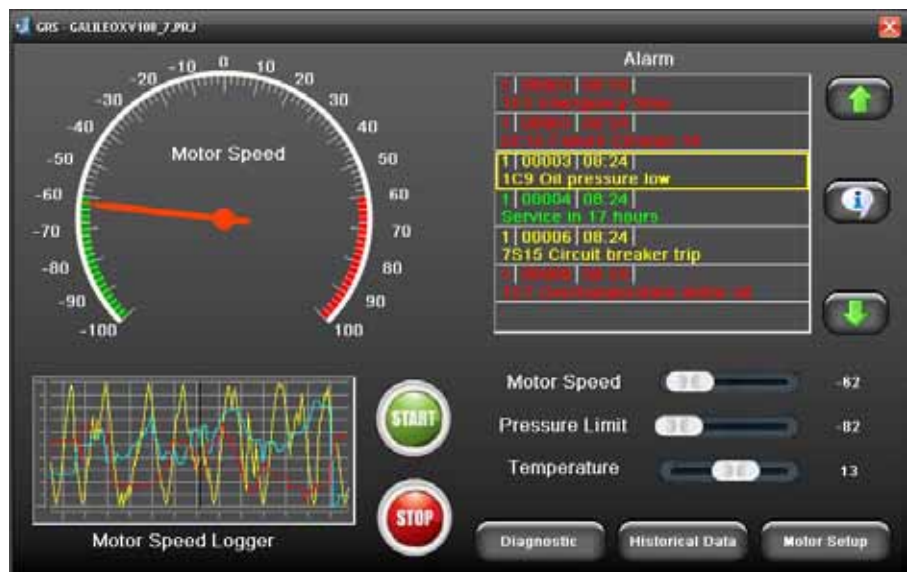 GRS - GALILEOXV100_7.PRJ
Alarm
-100
-90
-80
-70
-60
-50
-40
-30
-20
-10
0
10
20
30
40
50
60
70
80
90
100
Motor Speed
1 | 00003 | 08:24 |
1C9 Oil pressure low
1 | 00004 | 08:24 |
Service in 17 hours
1 | 00006 | 08:24 |
7S15 Circuit breaker trip
START
STOP
Motor Speed Logger
Motor Speed -62
Pressure Limit -82
Temperature 13
Diagnostic Historical Data Motor Setup